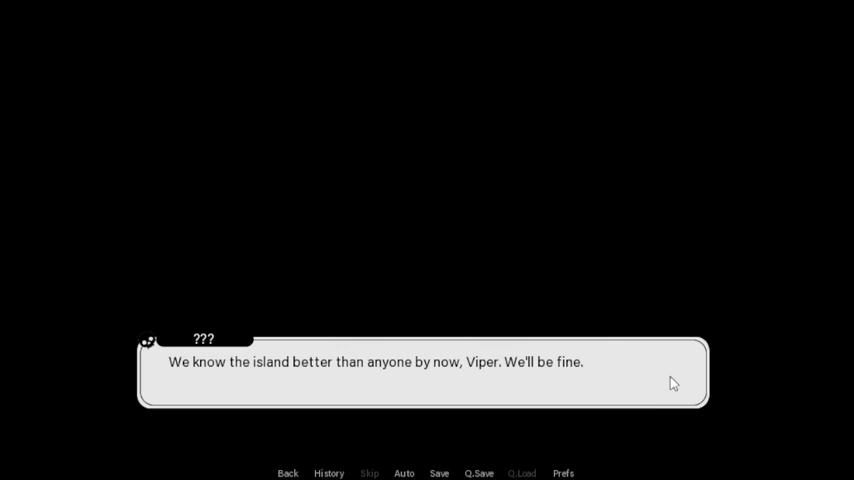 ???
We know the island better than anyone by now, Viper. We'll be fine.
Back History Skip Auto Save Q.Save Q.Load Prefs